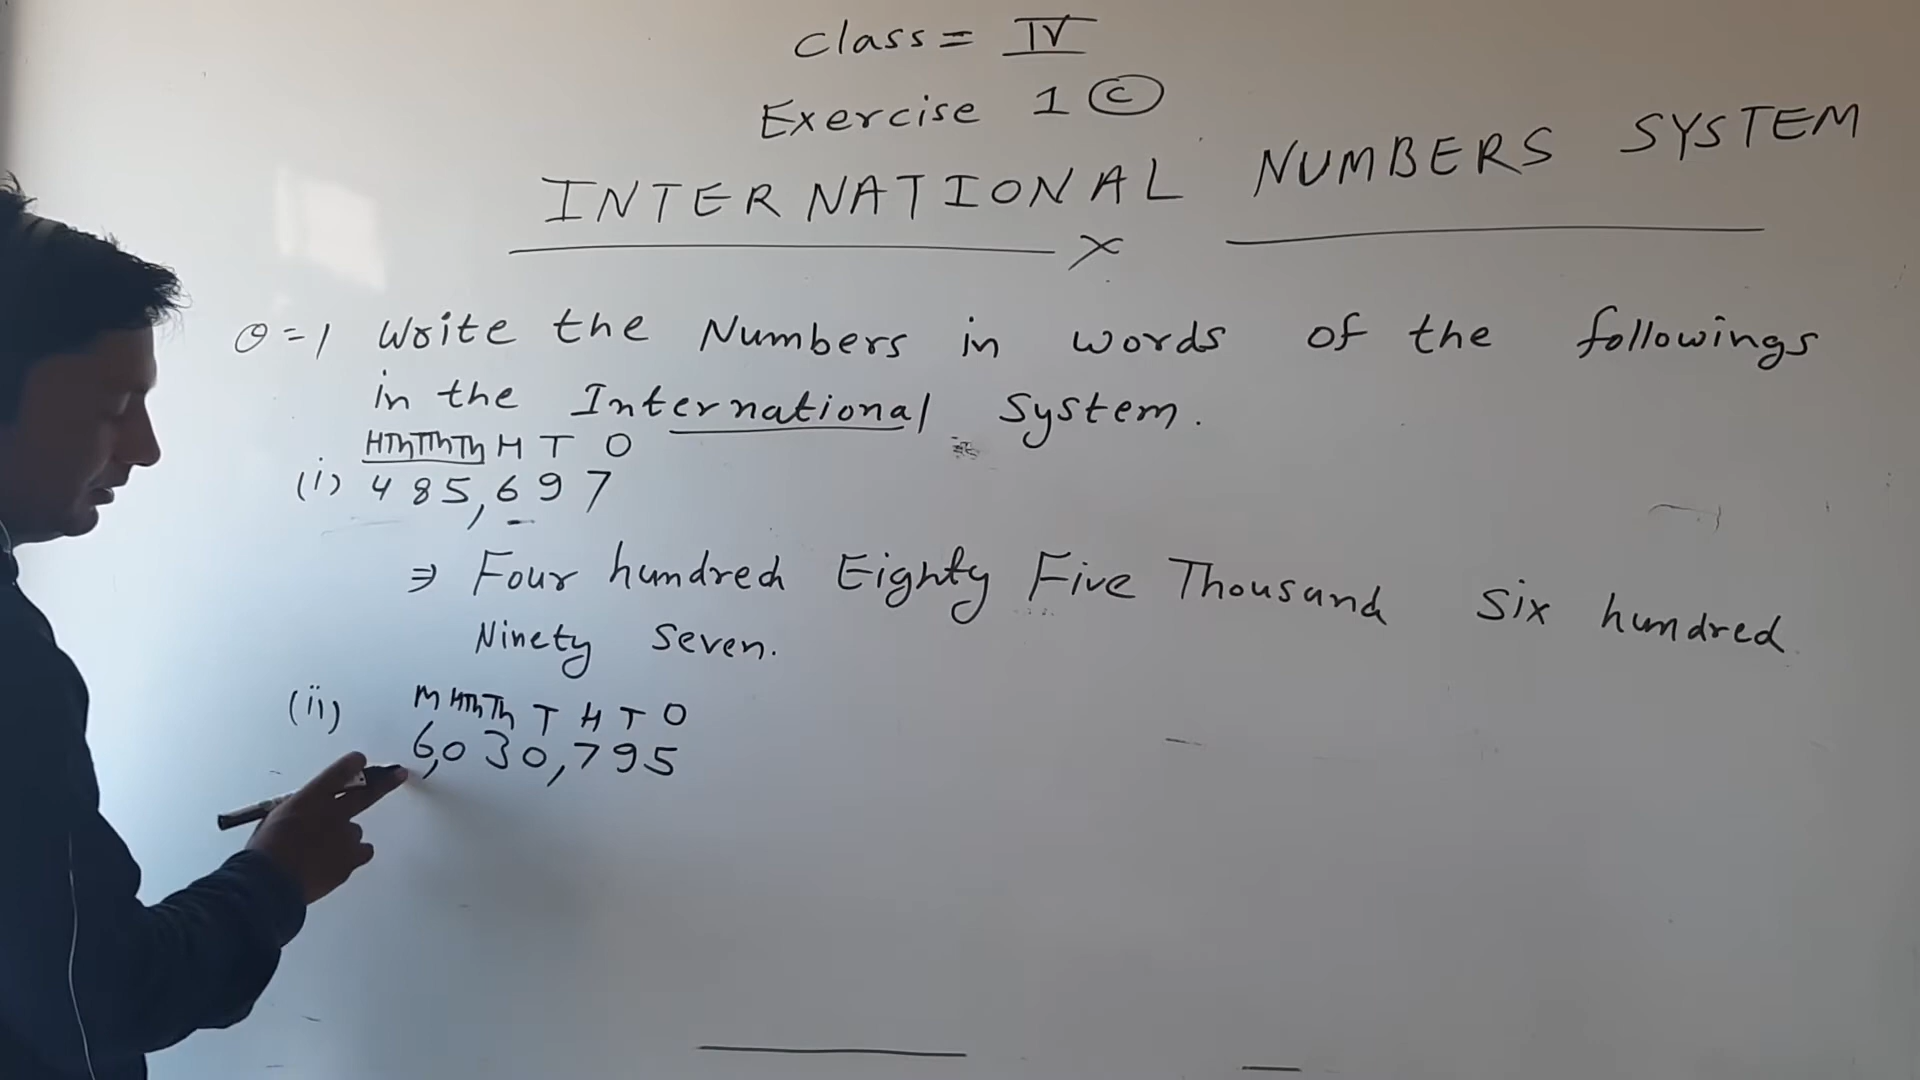 Class = IV
Exercise 1 (c)
INTERNATIONAL NUMBERS SYSTEM
x
Q=1 Write the Numbers in words of the followings
in the International System.
HTh TTh Th H T O
(i) 485,697
⇒ Four hundred Eighty Five Thousand Six hundred
Ninety Seven.
(ii) M HTh Th T H T O
6,030,795